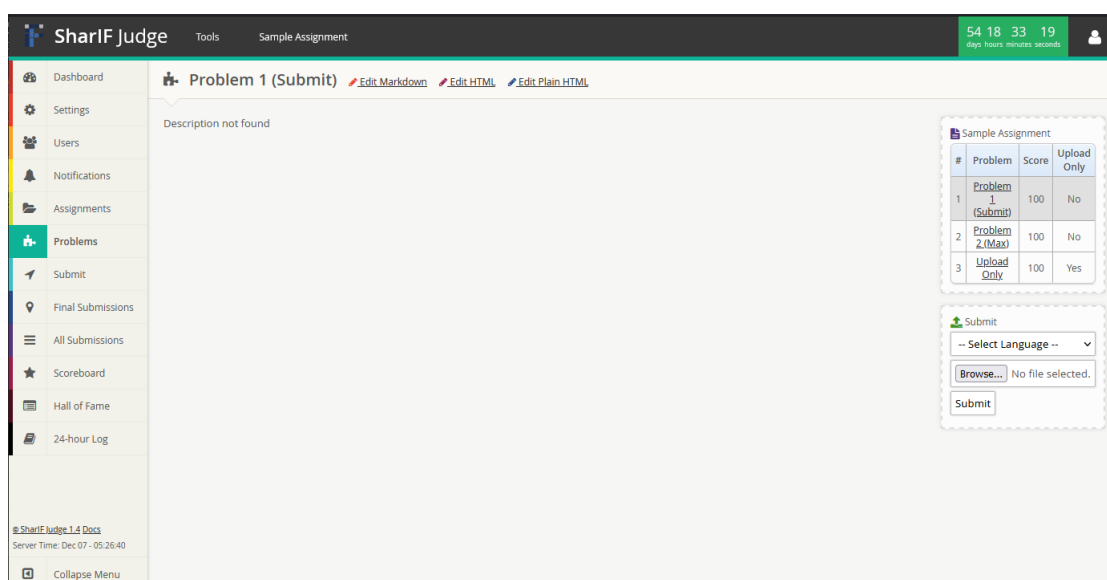 SharIF Judge
Tools
Sample Assignment
54 18 33 19
days hours minutes seconds
Dashboard
Settings
Users
Notifications
Assignments
Problems
Submit
Final Submissions
All Submissions
Scoreboard
Hall of Fame
24-hour Log
© SharIF Judge 1.4 Docs
Server Time: Dec 07 - 05:26:40
Collapse Menu
Problem 1 (Submit) Edit Markdown Edit HTML Edit Plain HTML
Description not found
Sample Assignment
# Problem Score Upload
Only
Problem
1 1 100 No
(Submit)
2 Problem 100 No
2 (Max)
3 Upload 100 Yes
Only
Submit
-- Select Language --
Browse... No file selected.
Submit